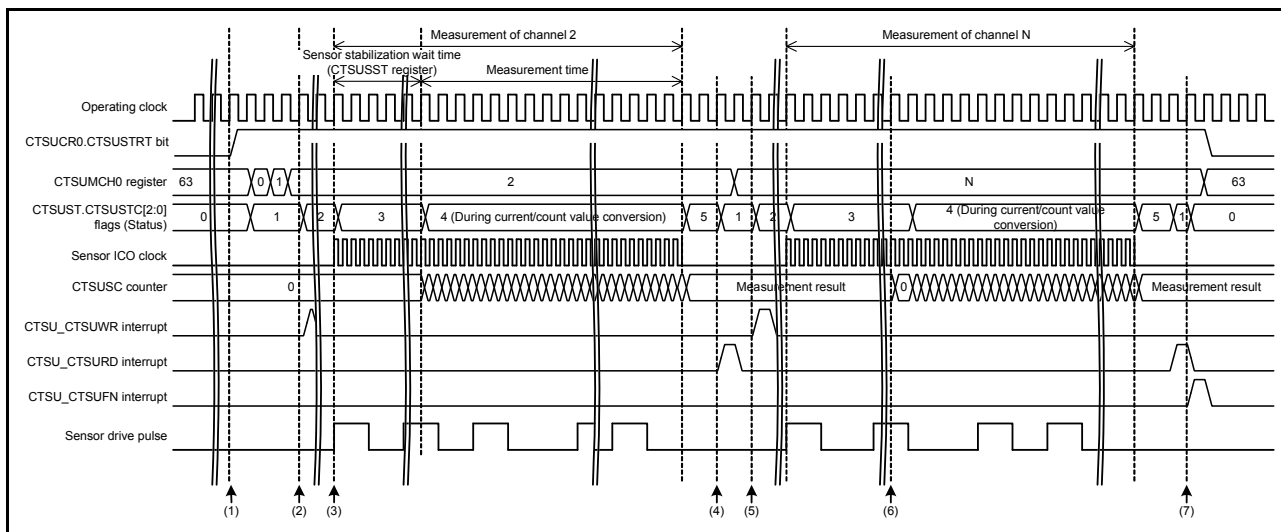 Measurement of channel 2
Measurement of channel N
Sensor stabilization wait time
(CTSUSST register)
Measurement time
Operating clock
CTSUCR0.CTSUSTRT bit
CTSUMCH0 register
63
0
1
2
N
63
CTSUST.CTSUSTC[2:0]
flags (Status)
0
1
2
3
4 (During current/count value conversion)
5
1
2
3
4 (During current/count value
conversion)
5
1
0
Sensor ICO clock
CTSUSC counter
0
Measurement result
0
Measurement result
CTSU_CTSUWR interrupt
CTSU_CTSURD interrupt
CTSU_CTSUFN interrupt
Sensor drive pulse
(1)
(2)
(3)
(4)
(5)
(6)
(7)